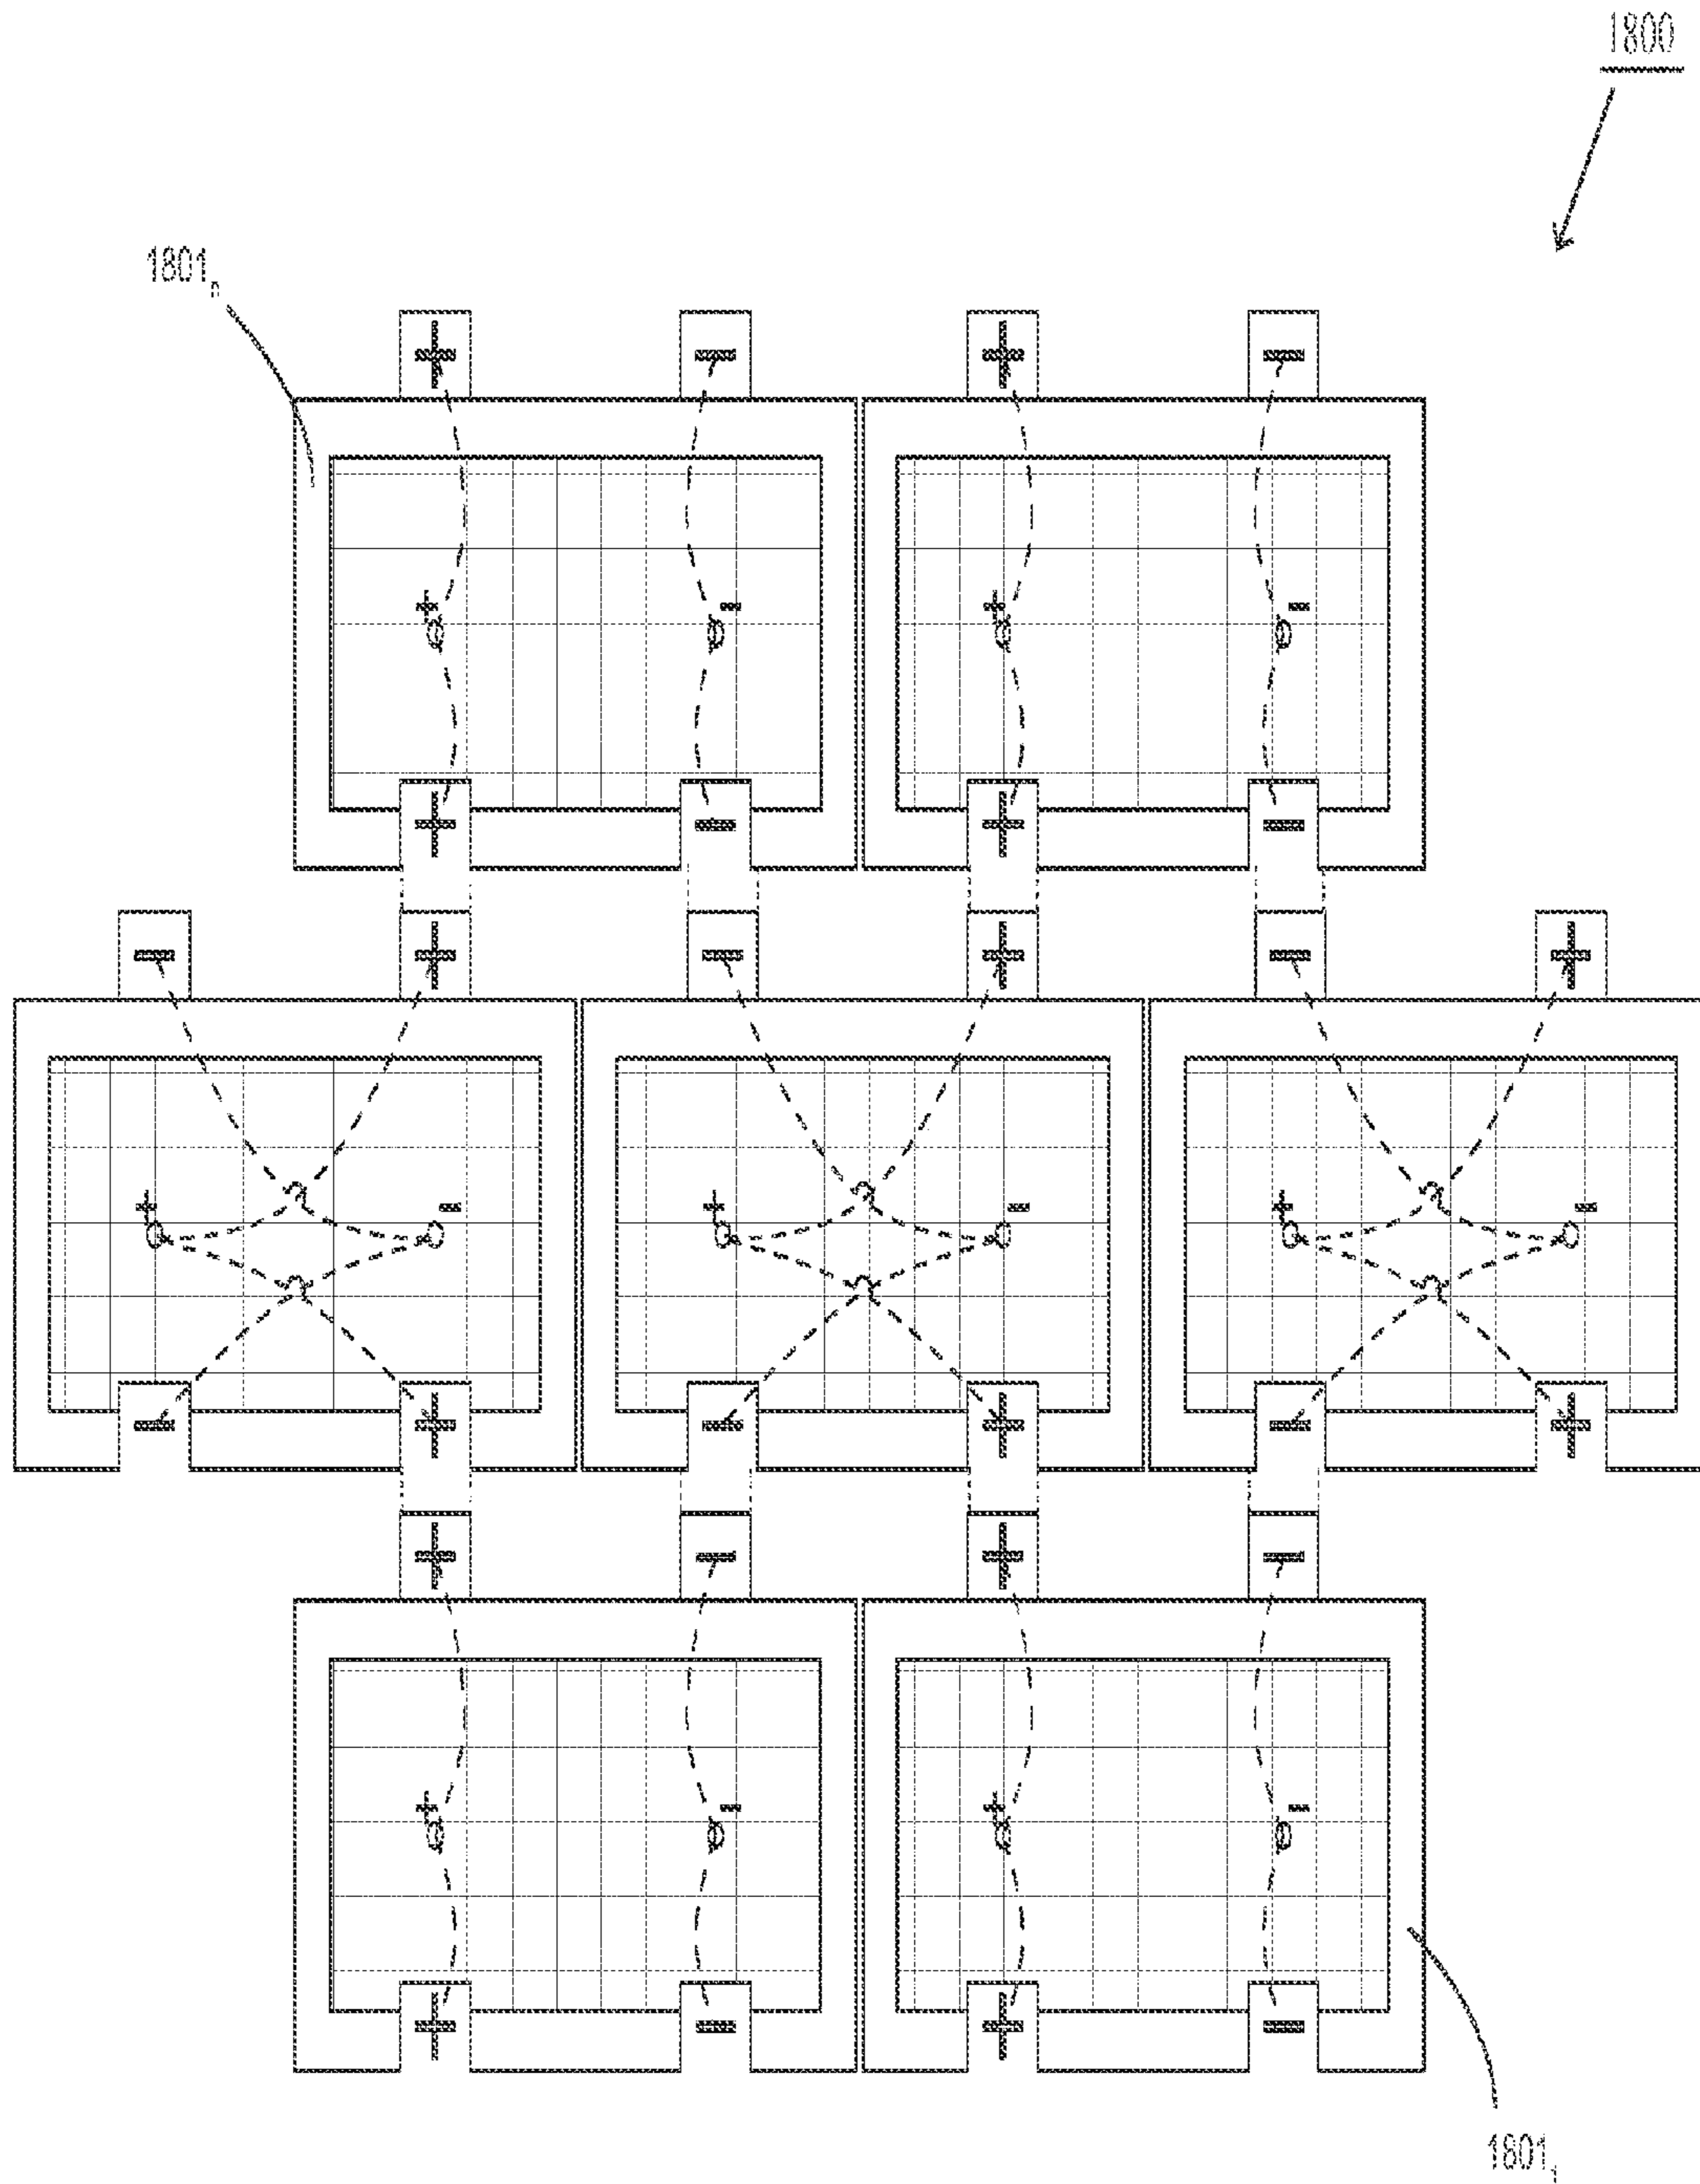 1800
1801n
+ - + -
+ - + -
+ - + -
- + - + - +
+ - + - + -
- + - + - +
+ - + -
+ - + -
+ - + -
18011